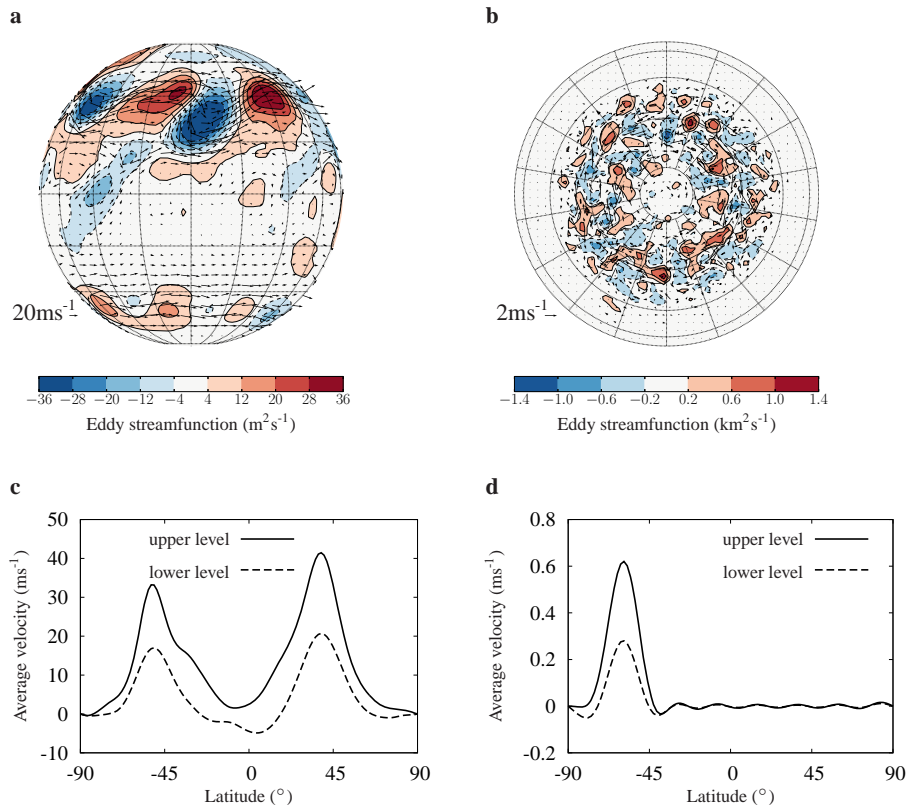 a
b
20ms-1
2ms-1
−36 −28 −20 −12 −4 4 12 20 28 36
Eddy streamfunction (m2s-1)
−1.4 −1.0 −0.6 −0.2 0.2 0.6 1.0 1.4
Eddy streamfunction (km2s-1)
c
Average velocity (ms-1)
50
40
30
20
10
0
-10
upper level
lower level
-90 -45 0 45 90
Latitude (°)
d
Average velocity (ms-1)
0.8
0.6
0.4
0.2
0
-0.2
upper level
lower level
-90 -45 0 45 90
Latitude (°)